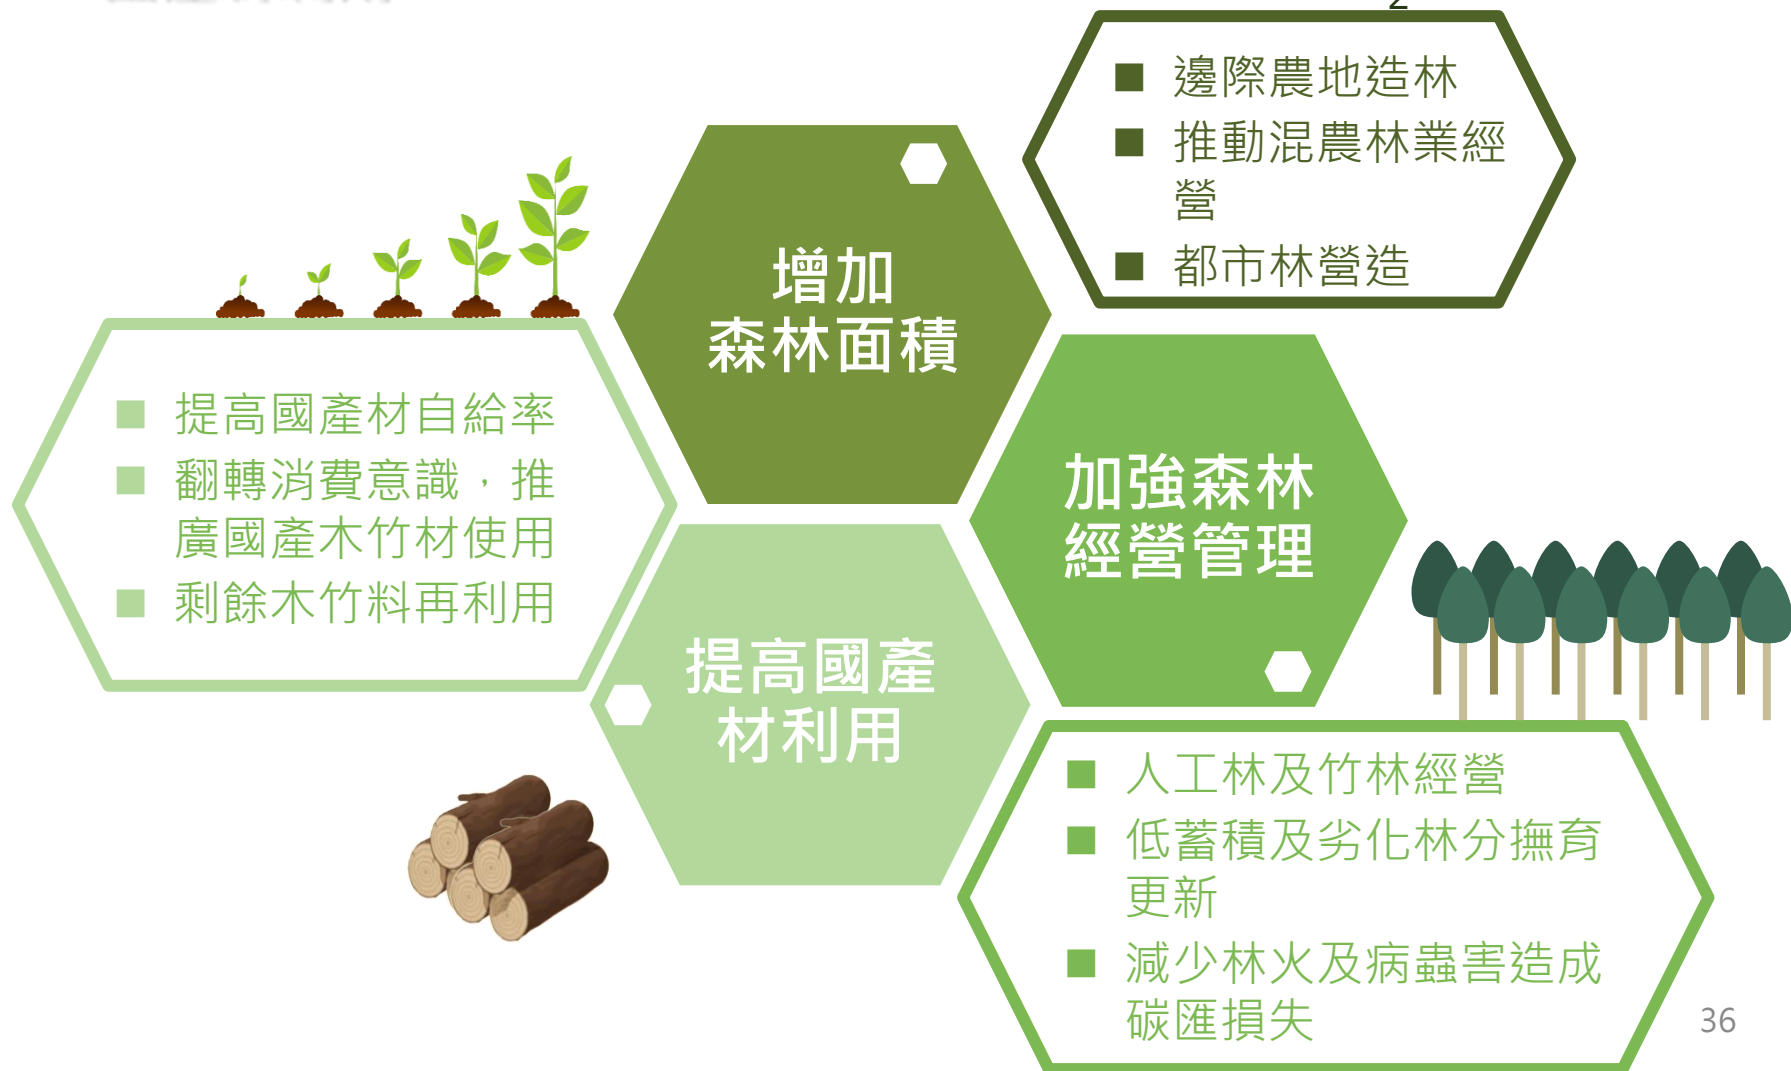 邊際農地造林
推動混農林業經
營
都市林營造
增加
森林面積
提高國產材自給率
翻轉消費意識，推
廣國產木竹材使用
剩餘木竹料再利用
加強森林
經營管理
提高國產
材利用
人工林及竹林經營
低蓄積及劣化林分撫育
更新
減少林火及病蟲害造成
碳匯損失
36